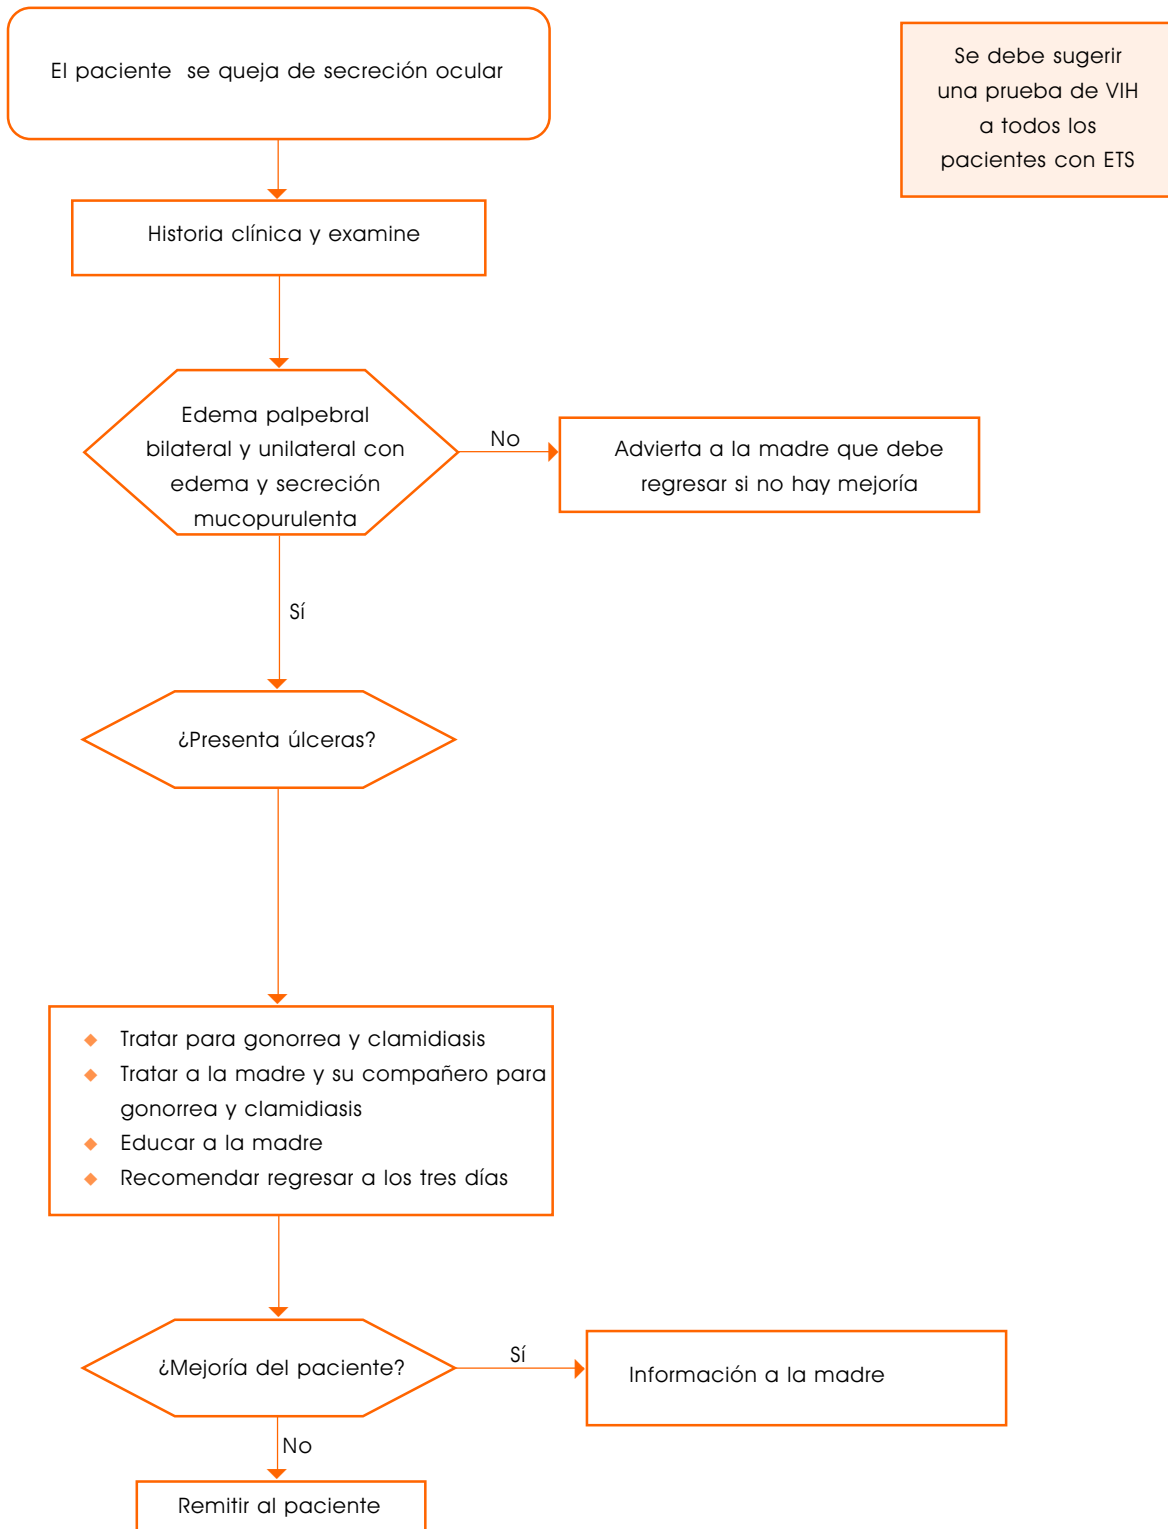 El paciente  se queja de secreción ocular
Se debe sugerir
una prueba de VIH
a todos los
pacientes con ETS
Historia clínica y examine
Edema palpebral
bilateral y unilateral con
edema y secreción
mucopurulenta
No
Advierta a la madre que debe
regresar si no hay mejoría
Sí
¿Presenta úlceras?
Tratar para gonorrea y clamidiasis
Tratar a la madre y su compañero para
gonorrea y clamidiasis
Educar a la madre
Recomendar regresar a los tres días
¿Mejoría del paciente?
Sí
Información a la madre
No
Remitir al paciente